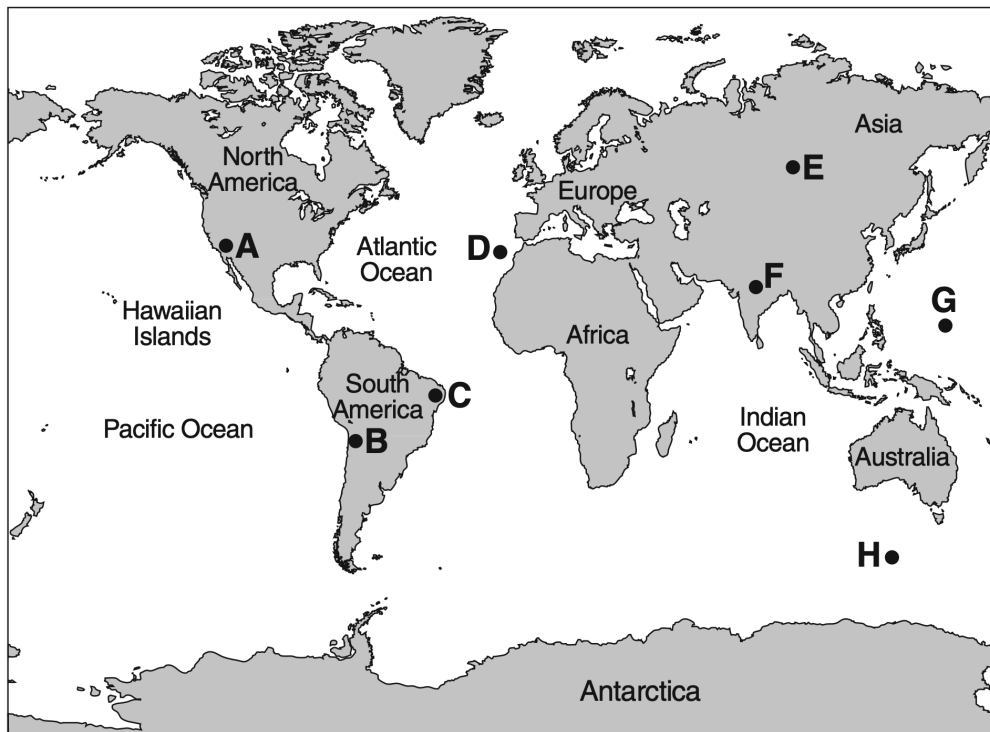 Asia
E
North
America
Europe
A
Atlantic
Ocean
D
F
G
Hawaiian
Islands
Africa
South
America
C
Pacific Ocean
B
Indian
Ocean
Australia
H
Antarctica